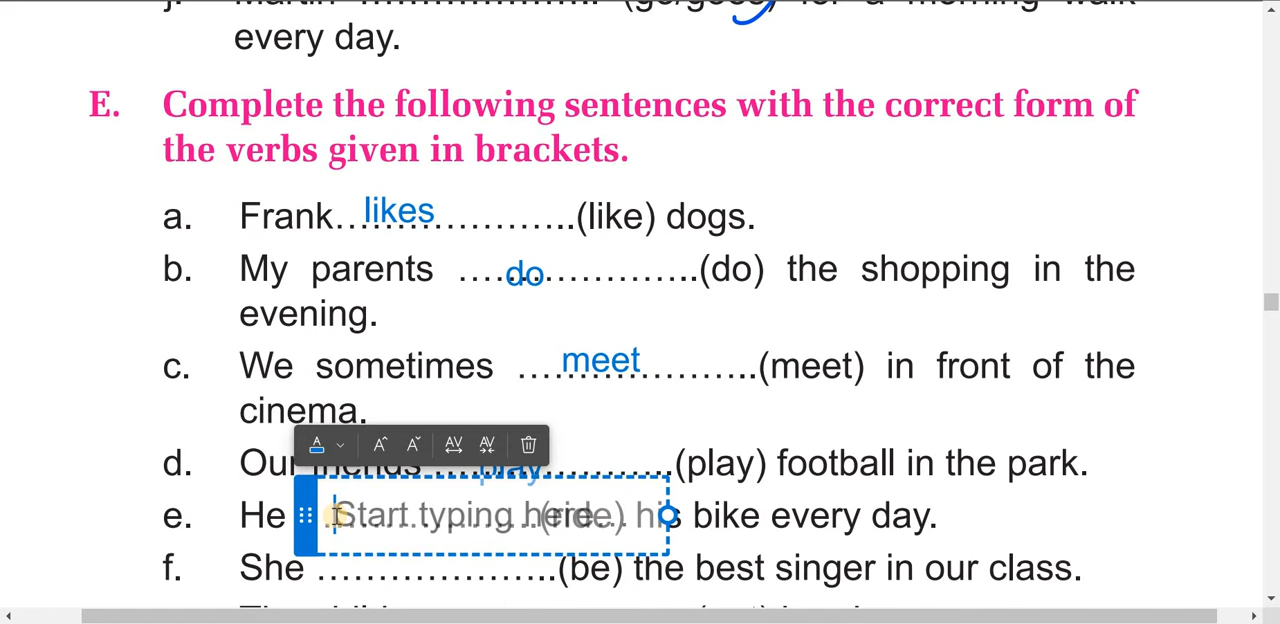 every day.
E. Complete the following sentences with the correct form of
the verbs given in brackets.
a. Frank…likes………………..(like) dogs.
b. My parents ….do…………..(do) the shopping in the
evening.
c. We sometimes ….meet………..(meet) in front of the
cinema.
d. Our friends ….play………..(play) football in the park.
e. He Start typing here... his bike every day.
f. She ………………..(be) the best singer in our class.